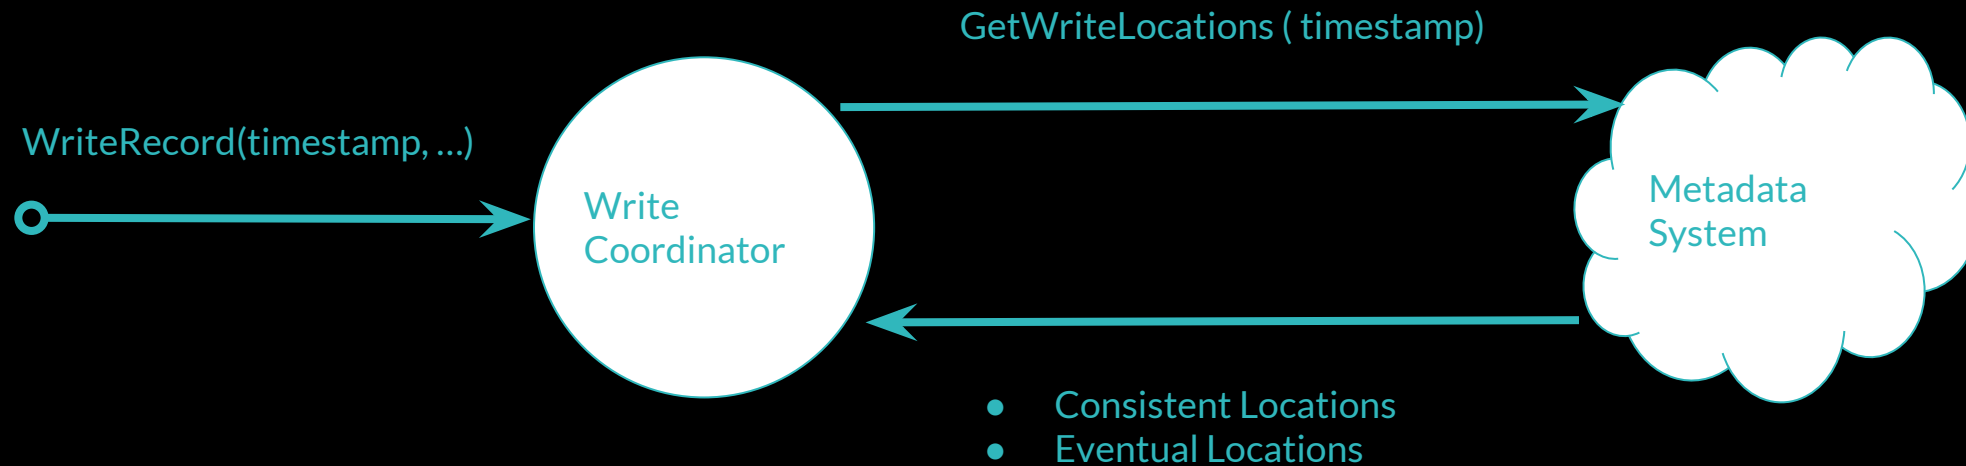 GetWriteLocations ( timestamp)
WriteRecord(timestamp, ...)
Write
Coordinator
Metadata
System
● Consistent Locations
● Eventual Locations